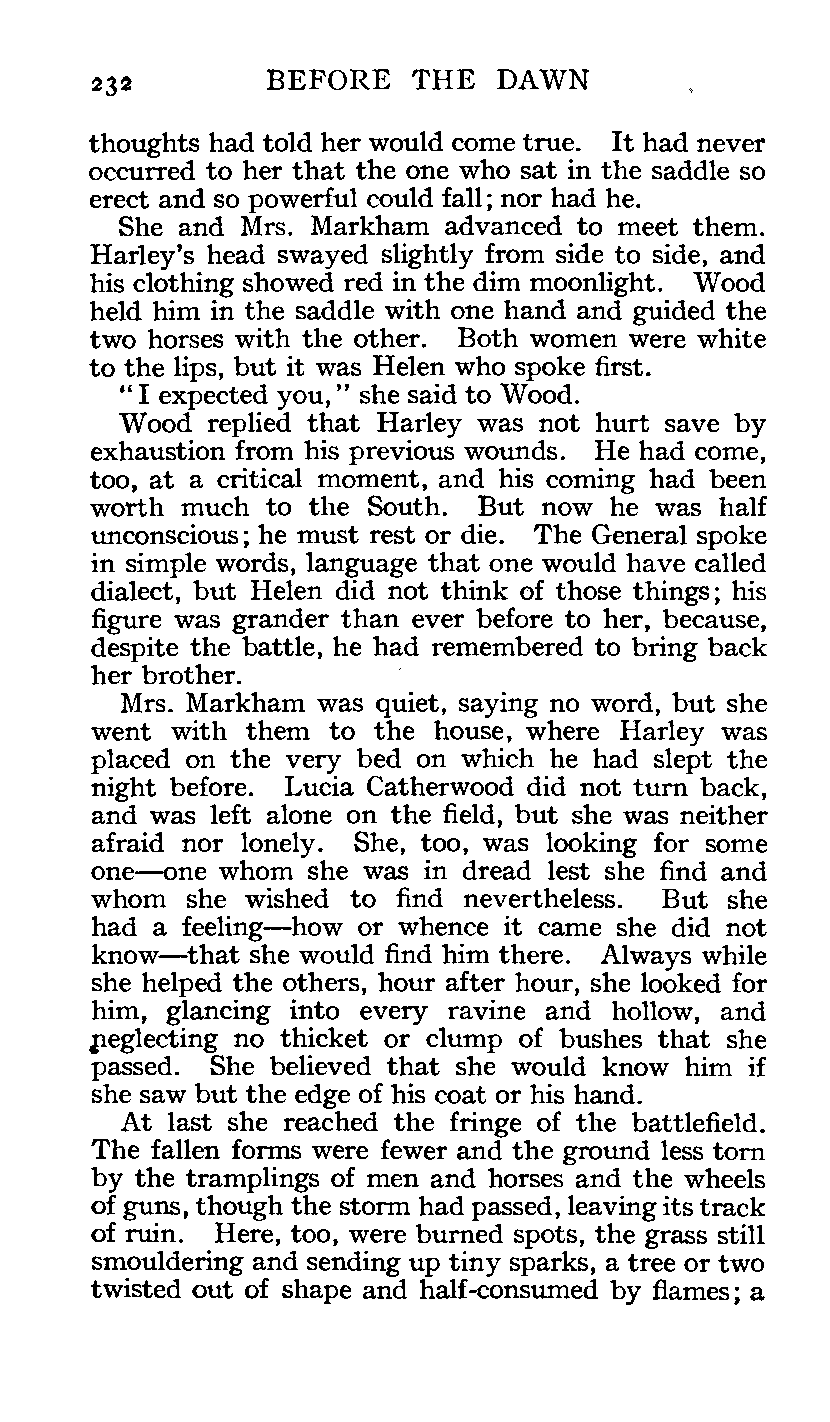 232 BEFORE THE DAWN
thoughts had told her would come true. It had never
occurred to her that the one who sat in the saddle so
erect and so powerful could fall; nor had he.
She and Mrs. Markham advanced to meet them.
Harley's head swayed slightly from side to side, and
his clothing showed red in the dim moonlight. Wood
held him in the saddle with one hand and guided the
two horses with the other. Both women were white
to the lips, but it was Helen who spoke first.
"I expected you," she said to Wood.
Wood replied that Harley was not hurt save by
exhaustion from his previous wounds. He had come,
too, at a critical moment, and his coming had been
worth much to the South. But now he was half
unconscious; he must rest or die. The General spoke
in simple words, language that one would have called
dialect, but Helen did not think of those things; his
figure was grander than ever before to her, because,
despite the battle, he had remembered to bring back
her brother.
Mrs. Markham was quiet, saying no word, but she
went with them to the house, where Harley was
placed on the very bed on which he had slept the
night before. Lucia Catherwood did not turn back,
and was left alone on the field, but she was neither
afraid nor lonely. She, too, was looking for some
one—one whom she was in dread lest she find and
whom she wished to find nevertheless. But she
had a feeling—how or whence it came she did not
know—that she would find him there. Always while
she helped the others, hour after hour, she looked for
him, glancing into every ravine and hollow, and
neglecting no thicket or clump of bushes that she
passed. She believed that she would know him if
she saw but the edge of his coat or his hand.
At last she reached the fringe of the battlefield.
The fallen forms were fewer and the ground less torn
by the tramplings of men and horses and the wheels
of guns, though the storm had passed, leaving its track
of ruin. Here, too, were burned spots, the grass still
smouldering and sending up tiny sparks, a tree or two
twisted out of shape and half-consumed by flames; a